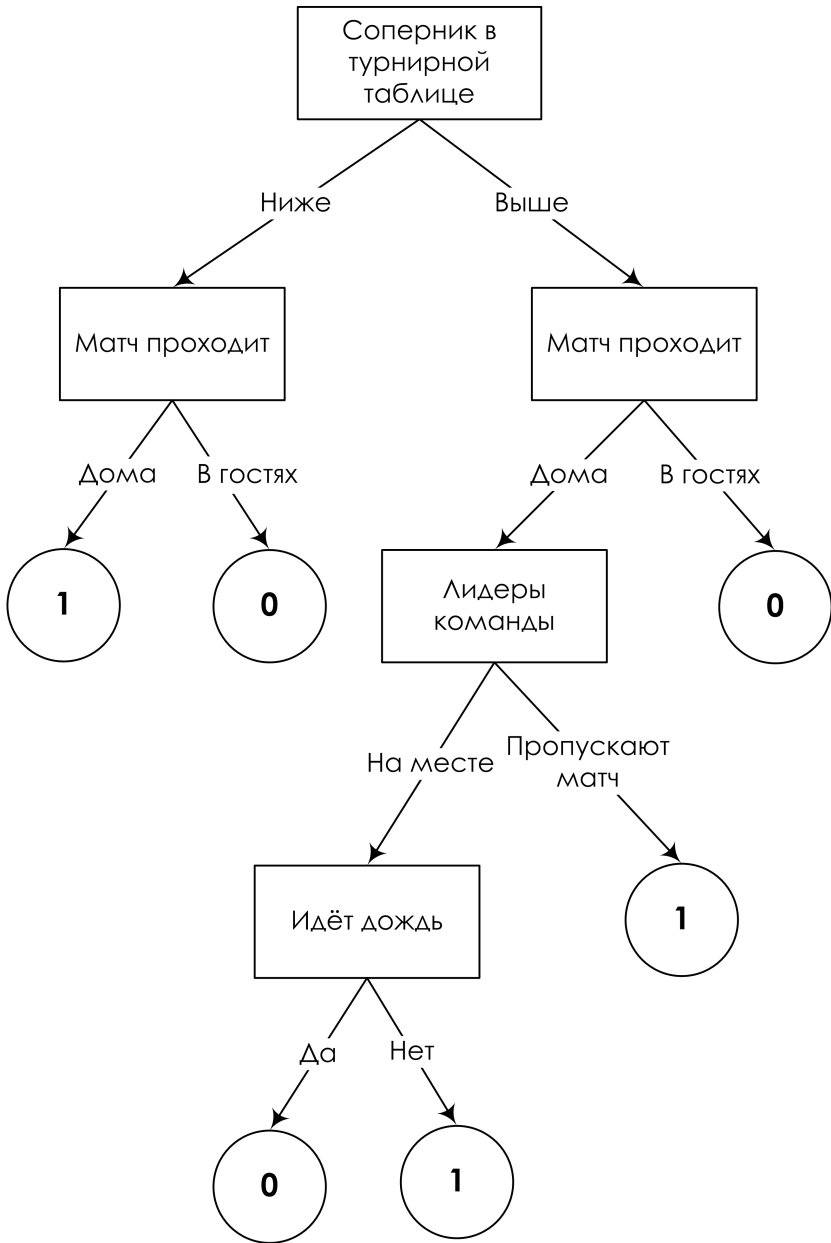 Соперник в
турнирной
таблице
Ниже
Выше
Матч проходит
Матч проходит
Дома
В гостях
Дома
В гостях
1
0
Лидеры
команды
0
На месте
Пропускают
матч
Идёт дождь
1
Да
Нет
0
1